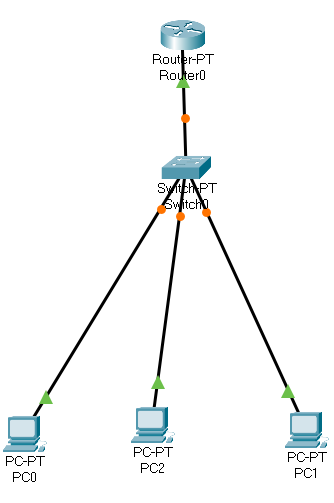 Router-PT
Router0
Switch-PT
Switch0
PC-PT
PC0
PC-PT
PC2
PC-PT
PC1